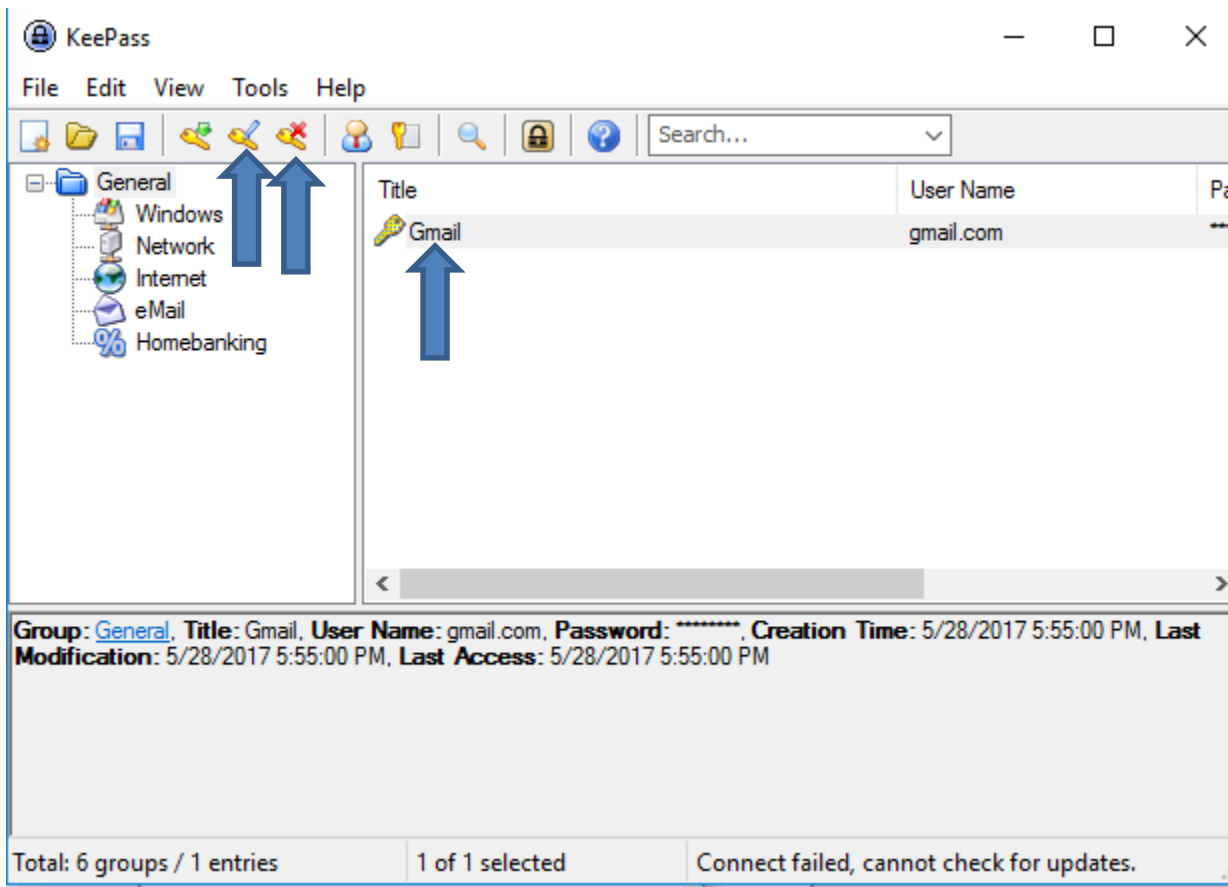 KeePass
File Edit View Tools Help
Search...
General
Windows
Network
Internet
eMail
Homebanking
Title User Name Pa
Gmail gmail.com **
Group: General, Title: Gmail, User Name: gmail.com, Password: ********, Creation Time: 5/28/2017 5:55:00 PM, Last
Modification: 5/28/2017 5:55:00 PM, Last Access: 5/28/2017 5:55:00 PM
Total: 6 groups / 1 entries 1 of 1 selected Connect failed, cannot check for updates.